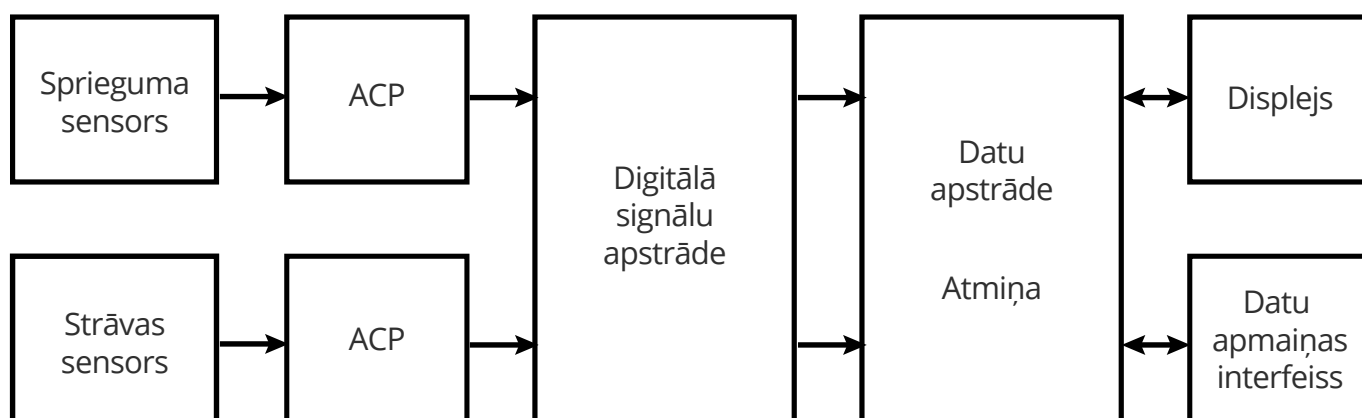 Sprieguma
sensors
ACP
Digitālā
signālu
apstrāde
Datu
apstrāde
Atmiņa
Displejs
Strāvas
sensors
ACP
Datu
apmaiņas
interfeiss